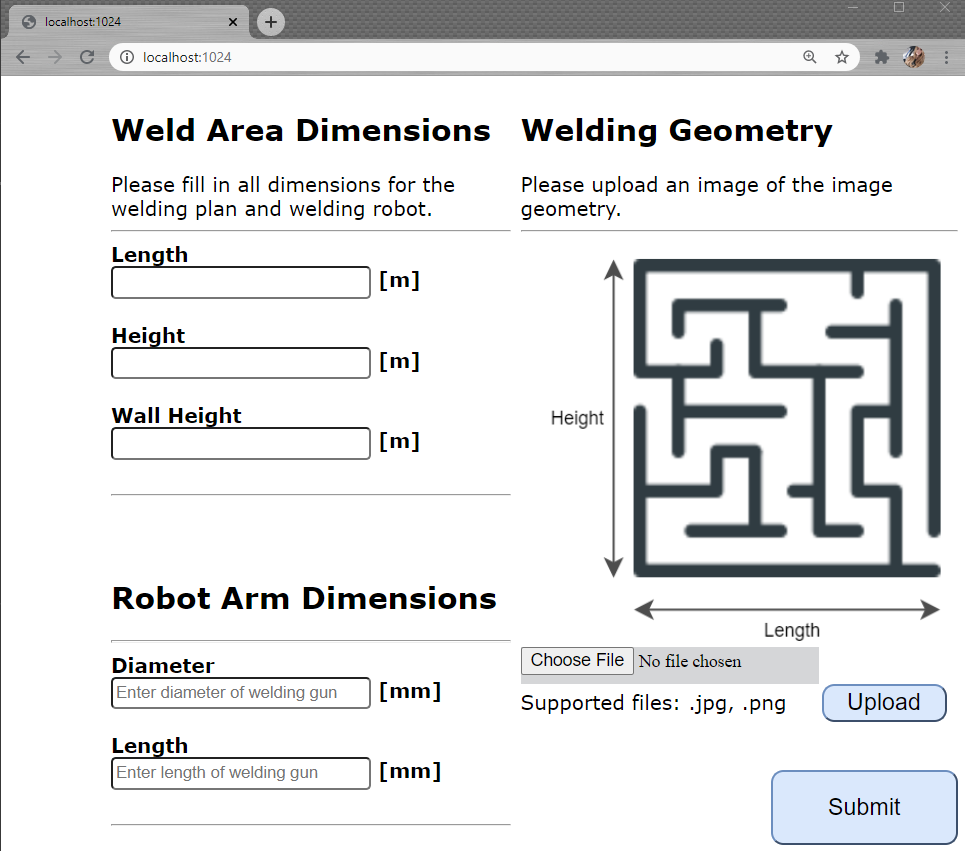 localhost:1024
localhost:1024
Weld Area Dimensions
Please fill in all dimensions for the
welding plan and welding robot.
Length
[m]
Height
[m]
Wall Height
[m]
Robot Arm Dimensions
Diameter
Enter diameter of welding gun [mm]
Length
Enter length of welding gun [mm]
Welding Geometry
Please upload an image of the image
geometry.
Height
Length
Choose File No file chosen
Supported files: .jpg, .png
Upload
Submit